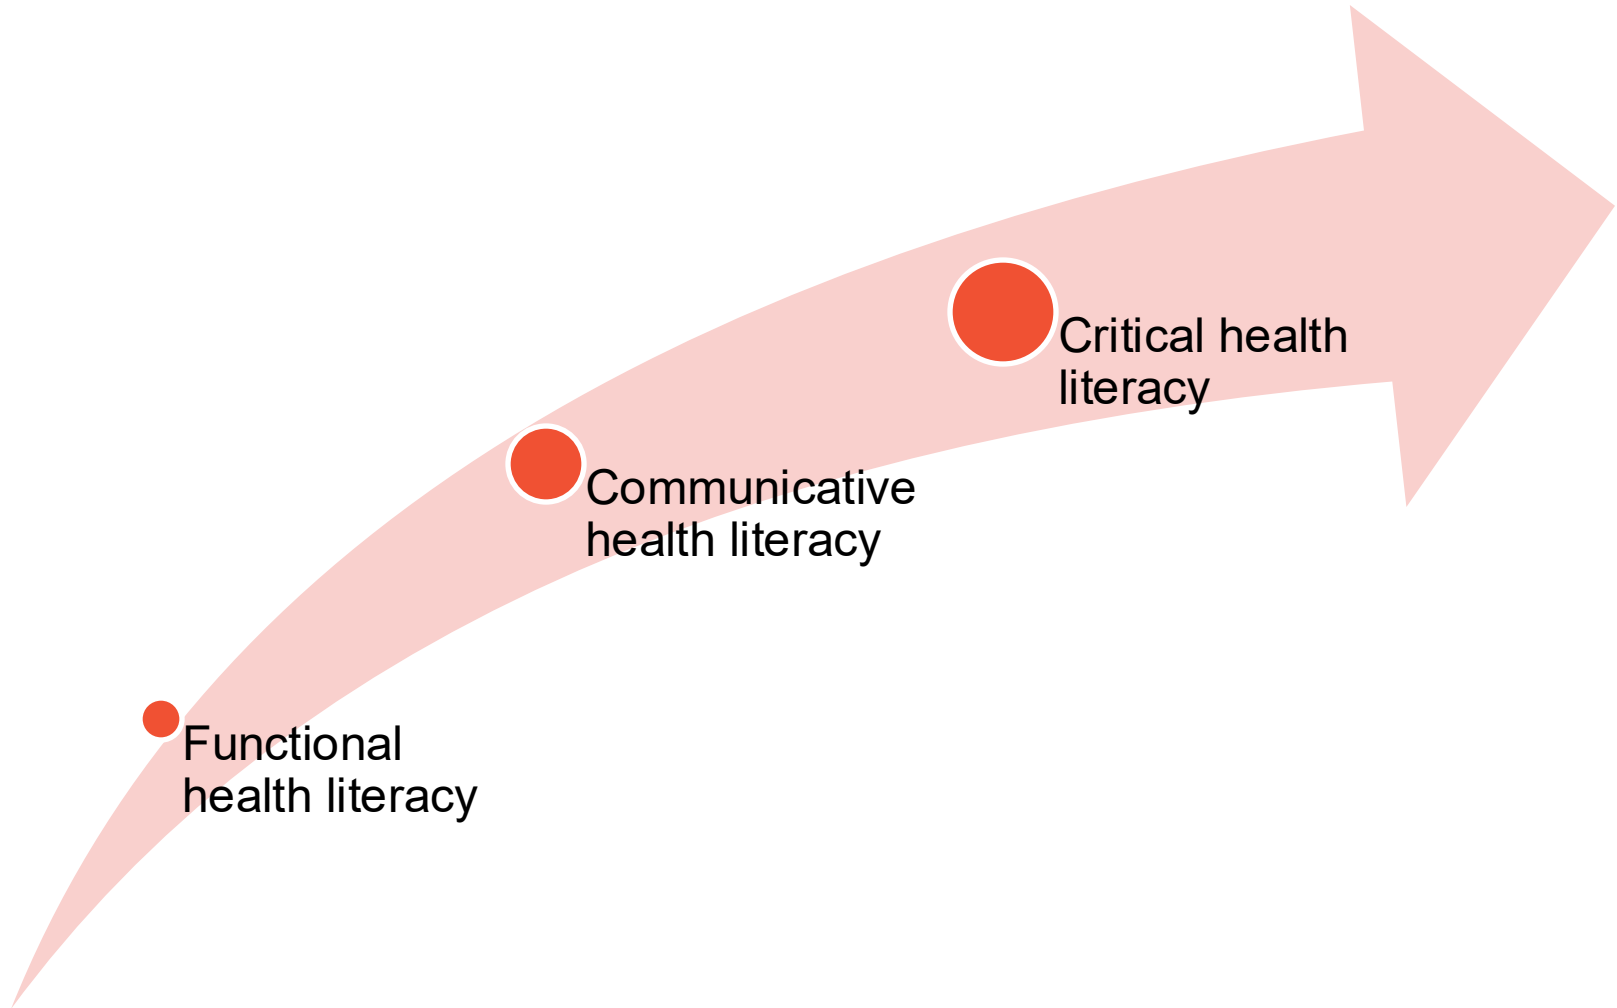 Critical health
literacy
Communicative
health literacy
Functional
health literacy